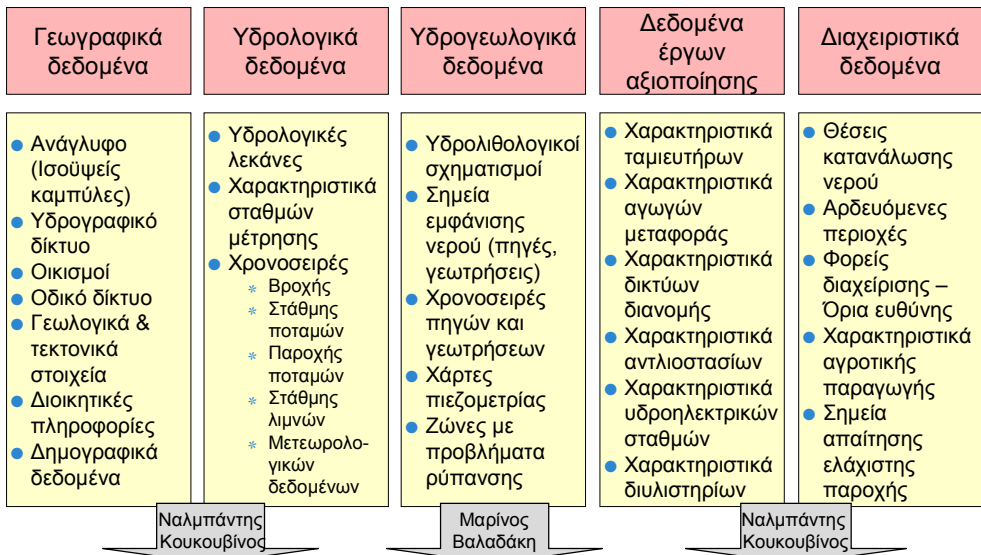 Γεωγραφικά
δεδομένα
Υδρολογικά
δεδομένα
Υδρογεωλογικά
δεδομένα
Δεδομένα
έργων
αξιοποίησης
Διαχειριστικά
δεδομένα
Ανάγλυφο
(Ισοϋψείς
καμπύλες)
Υδρογραφικό
δίκτυο
Οικισμοί
Οδικό δίκτυο
Γεωλογικά &
τεκτονικά
στοιχεία
Διοικητικές
πληροφορίες
Δημογραφικά
δεδομένα
Υδρολογικές
λεκάνες
Χαρακτηριστικά
σταθμών
μέτρησης
Χρονοσειρές
Βροχής
Στάθμης
ποταμών
Παροχής
ποταμών
Στάθμης
λιμνών
Μετεωρολο-
γικών
δεδομένων
Υδρολιθολογικοί
σχηματισμοί
Σημεία
εμφάνισης
νερού (πηγές,
γεωτρήσεις)
Χρονοσειρές
πηγών και
γεωτρήσεων
Χάρτες
πιεζομετρίας
Ζώνες με
προβλήματα
ρύπανσης
Χαρακτηριστικά
ταμιευτήρων
Χαρακτηριστικά
αγωγών
μεταφοράς
Χαρακτηριστικά
δικτύων
διανομής
Χαρακτηριστικά
αντλιοστασίων
Χαρακτηριστικά
υδροηλεκτρικών
σταθμών
Χαρακτηριστικά
διυλιστηρίων
Θέσεις
κατανάλωσης
νερού
Αρδευόμενες
περιοχές
Φορείς
διαχείρισης –
Όρια ευθύνης
Χαρακτηριστικά
αγροτικής
παραγωγής
Σημεία
απαίτησης
ελάχιστης
παροχής
Ναλμπάντης
Κουκουβίνος
Μαρίνος
Βαλαδάκη
Ναλμπάντης
Κουκουβίνος